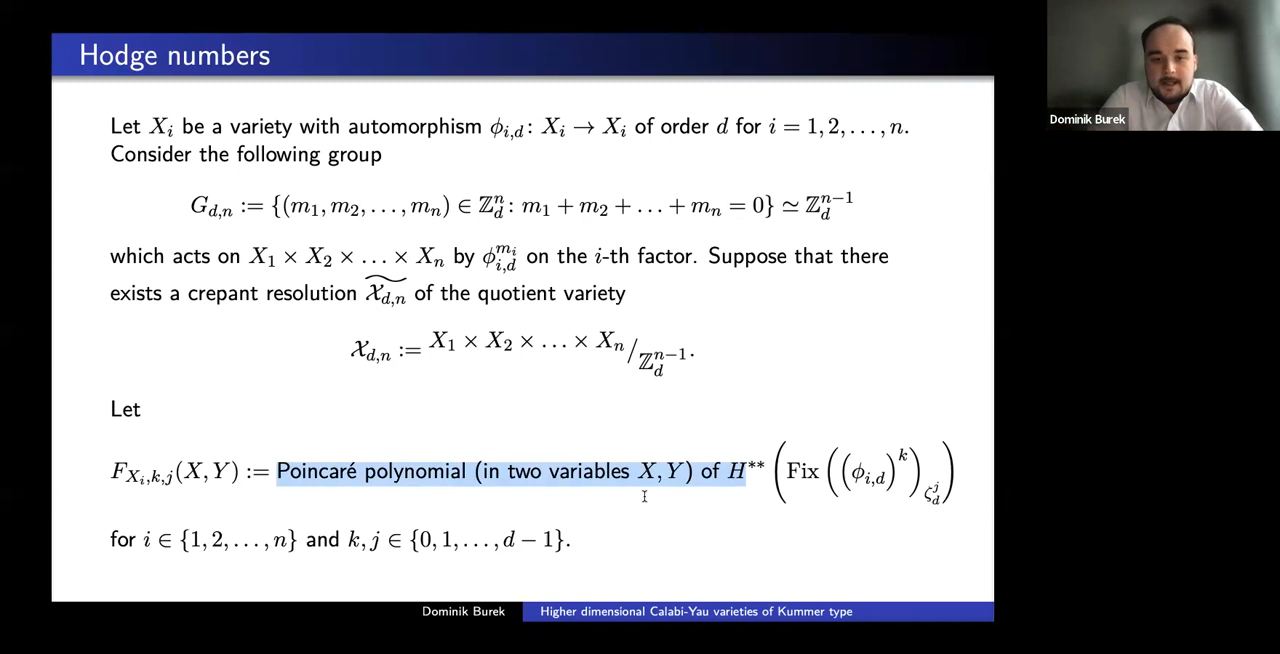 Hodge numbers
Let X_i be a variety with automorphism ϕ_{i,d}: X_i → X_i of order d for i = 1, 2, . . . , n.
Consider the following group
G_{d,n} := {(m_1, m_2, . . . , m_n) ∈ ℤ_d^n : m_1 + m_2 + . . . + m_n = 0} ≃ ℤ_d^{n−1}
which acts on X_1 × X_2 × . . . × X_n by ϕ_{i,d}^{m_i} on the i-th factor. Suppose that there
exists a crepant resolution \widetilde{𝒳_{d,n}} of the quotient variety
𝒳_{d,n} := X_1 × X_2 × . . . × X_n / ℤ_d^{n−1}.
Let
F_{X_i,k,j}(X, Y) := Poincaré polynomial (in two variables X, Y) of H^{**} (Fix ((ϕ_{i,d})^k)_{ζ_d^j})
for i ∈ {1, 2, . . . , n} and k, j ∈ {0, 1, . . . , d − 1}.
Dominik Burek Higher dimensional Calabi-Yau varieties of Kummer type
Dominik Burek